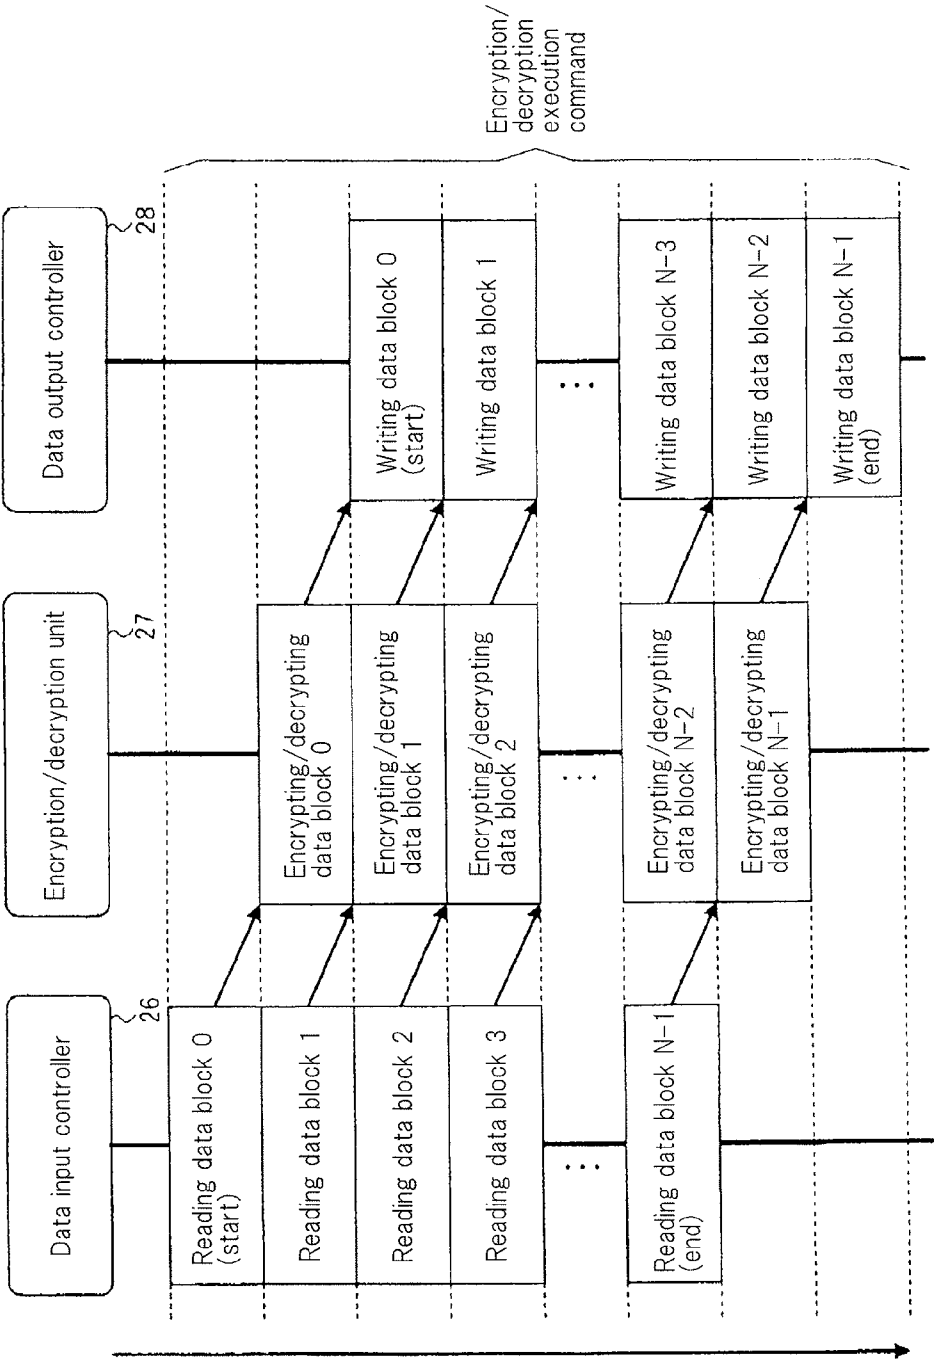 Data input controller
26
Encryption/decryption unit
27
Data output controller
28
Reading data block 0
(start)
Reading data block 1
Encrypting/decrypting
data block 0
Reading data block 2
Encrypting/decrypting
data block 1
Writing data block 0
(start)
Reading data block 3
Encrypting/decrypting
data block 2
Writing data block 1
...
...
...
Reading data block N-1
(end)
Encrypting/decrypting
data block N-2
Writing data block N-3
Encrypting/decrypting
data block N-1
Writing data block N-2
Writing data block N-1
(end)
Encryption/
decryption
execution
command